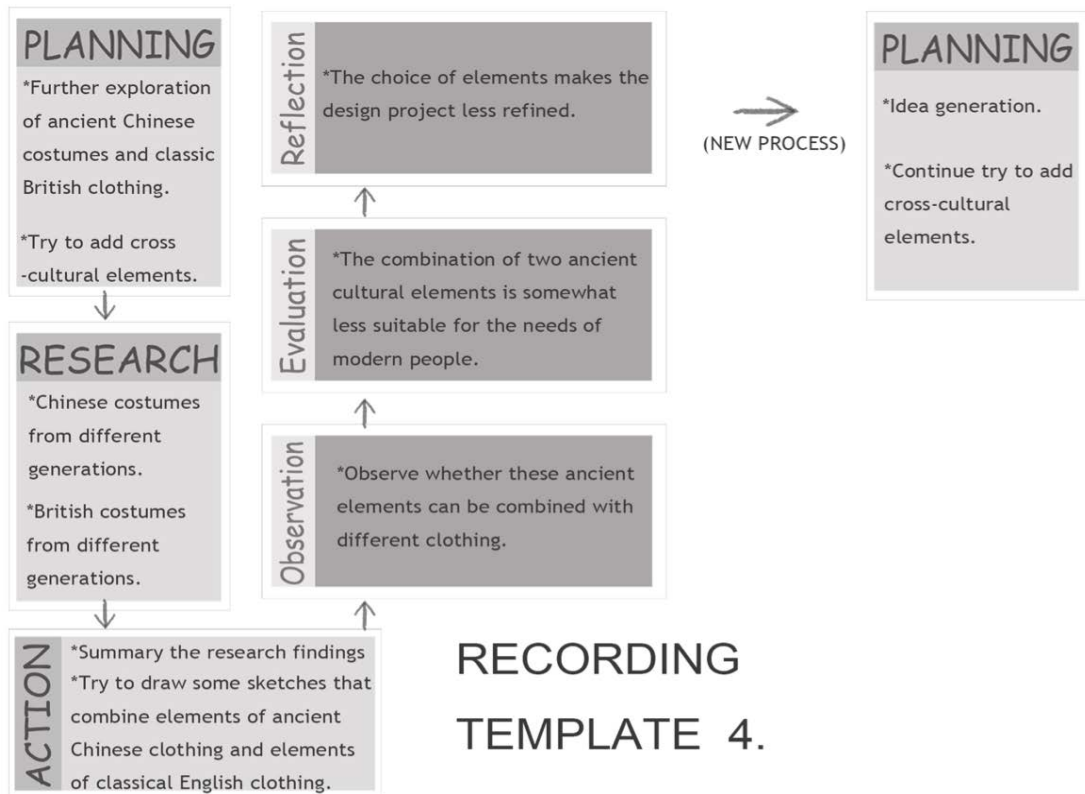 PLANNING
*Further exploration
of ancient Chinese
costumes and classic
British clothing.
*Try to add cross
-cultural elements.
RESEARCH
*Chinese costumes
from different
generations.
*British costumes
from different
generations.
ACTION
*Summary the research findings
*Try to draw some sketches that
combine elements of ancient
Chinese clothing and elements
of classical English clothing.
Observation
*Observe whether these ancient
elements can be combined with
different clothing.
Evaluation
*The combination of two ancient
cultural elements is somewhat
less suitable for the needs of
modern people.
Reflection
*The choice of elements makes the
design project less refined.
(NEW PROCESS)
PLANNING
*Idea generation.
*Continue try to add
cross-cultural
elements.
RECORDING
TEMPLATE 4.